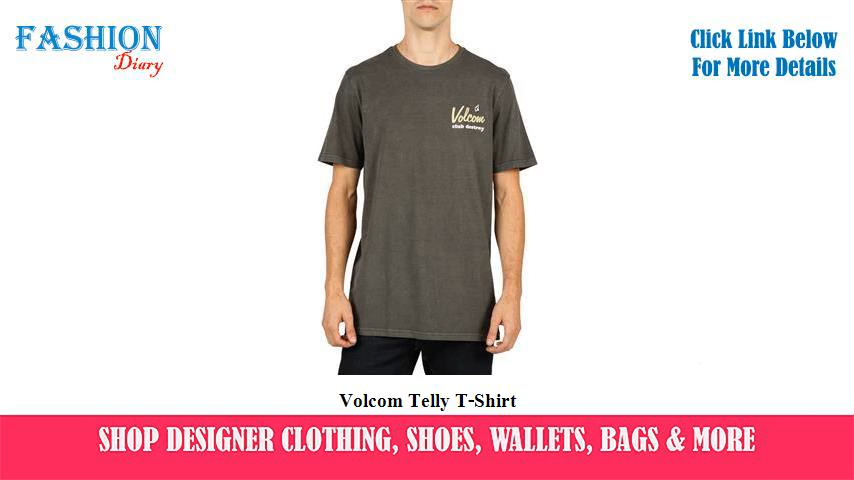 FASHION
Diary
Click Link Below
For More Details
Volcom
club destroy
Volcom Telly T-Shirt
SHOP DESIGNER CLOTHING, SHOES, WALLETS, BAGS & MORE